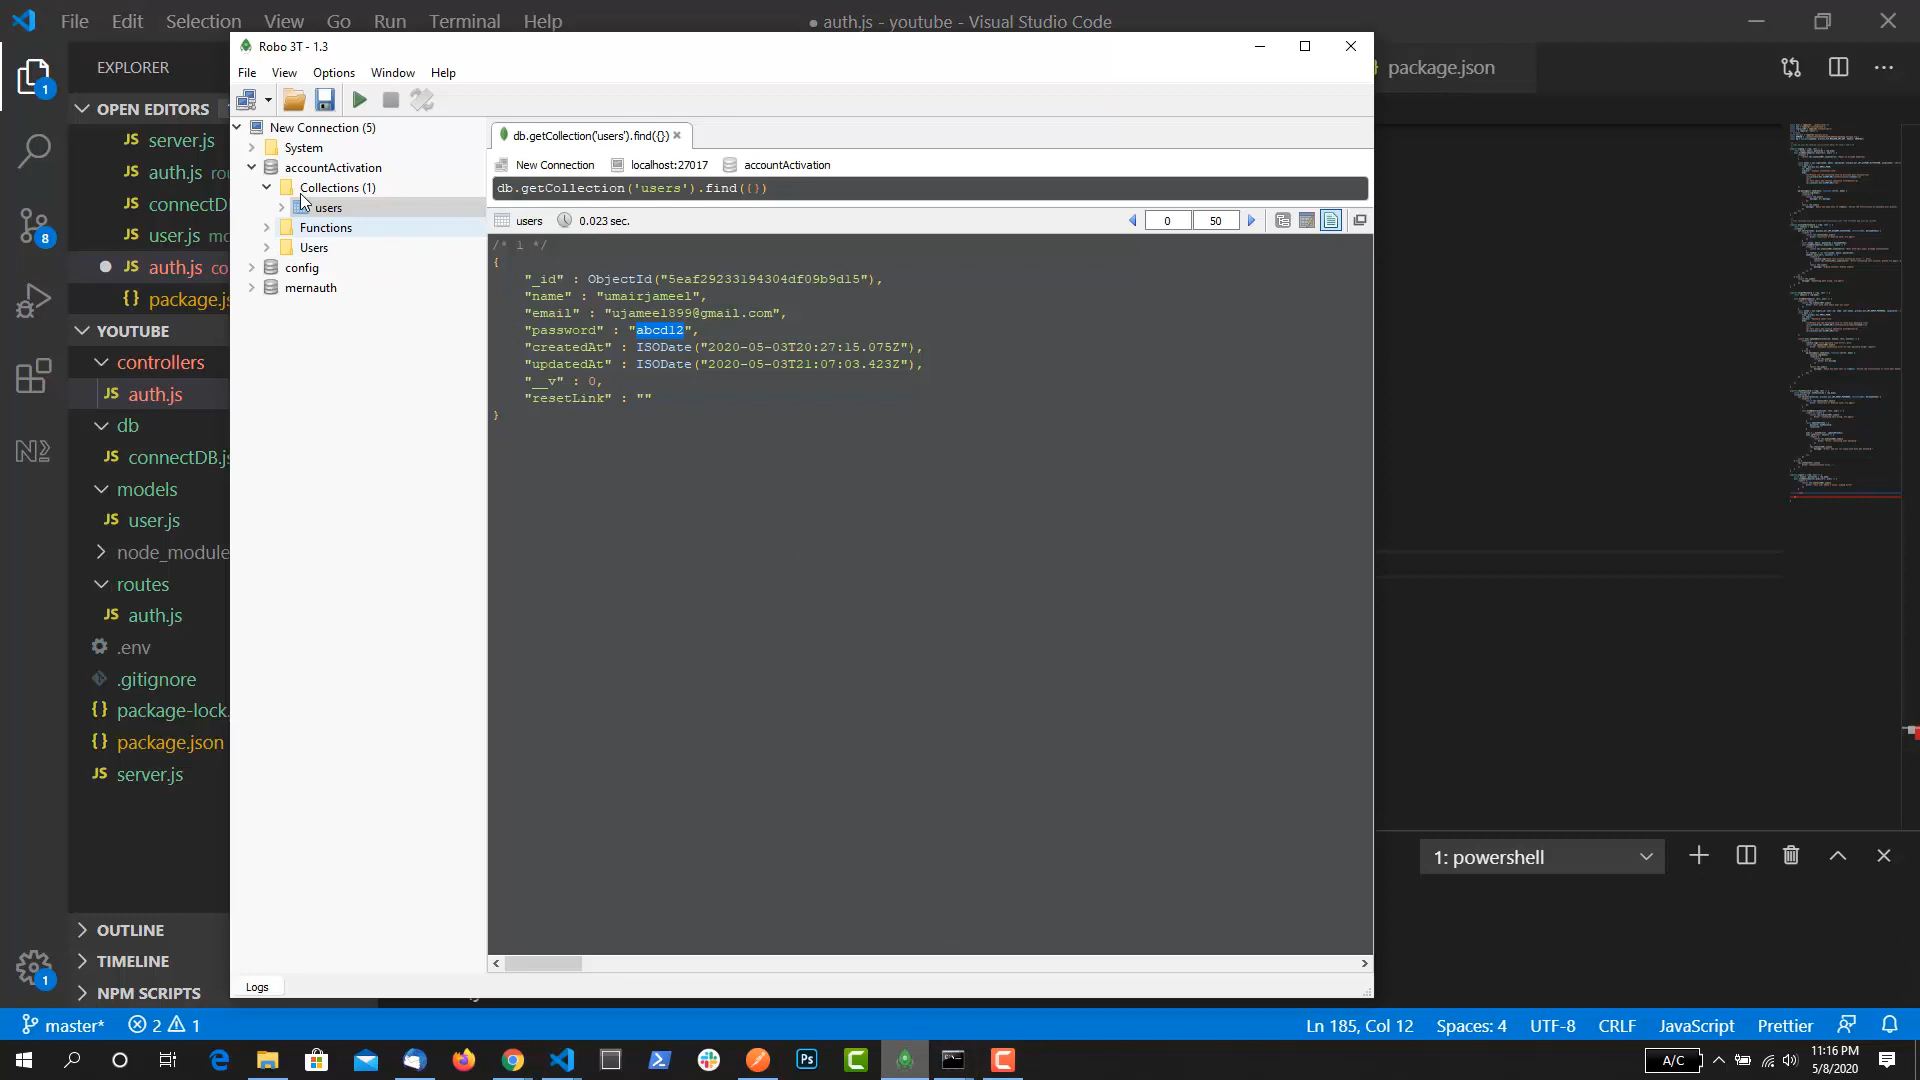 File Edit Selection View Go Run Terminal Help
● auth.js - youtube - Visual Studio Code
EXPLORER
OPEN EDITORS 1
JS server.js
JS auth.js
JS connectD
JS user.js
● JS auth.js co
{} package.js
YOUTUBE
controllers
JS auth.js
db
JS connectDB.js
models
JS user.js
node_module
routes
JS auth.js
.env
.gitignore
{} package-lock.
{} package.json
JS server.js
OUTLINE
TIMELINE
NPM SCRIPTS
1
8
1
Robo 3T - 1.3
File View Options Window Help
New Connection (5)
System
accountActivation
Collections (1)
users
Functions
Users
config
mernauth
db.getCollection('users').find({})
New Connection localhost:27017 accountActivation
db.getCollection('users').find({})
users 0.023 sec.
0 50
/* 1 */
{
"_id" : ObjectId("5eaf29233194304df09b9d15"),
"name" : "umairjameel",
"email" : "ujameel899@gmail.com",
"password" : "abcd12",
"createdAt" : ISODate("2020-05-03T20:27:15.075Z"),
"updatedAt" : ISODate("2020-05-03T21:07:03.423Z"),
"__v" : 0,
"resetLink" : ""
}
Logs
package.json
1: powershell
master* 2 1
Ln 185, Col 12 Spaces: 4 UTF-8 CRLF JavaScript Prettier
A/C
11:16 PM
5/8/2020